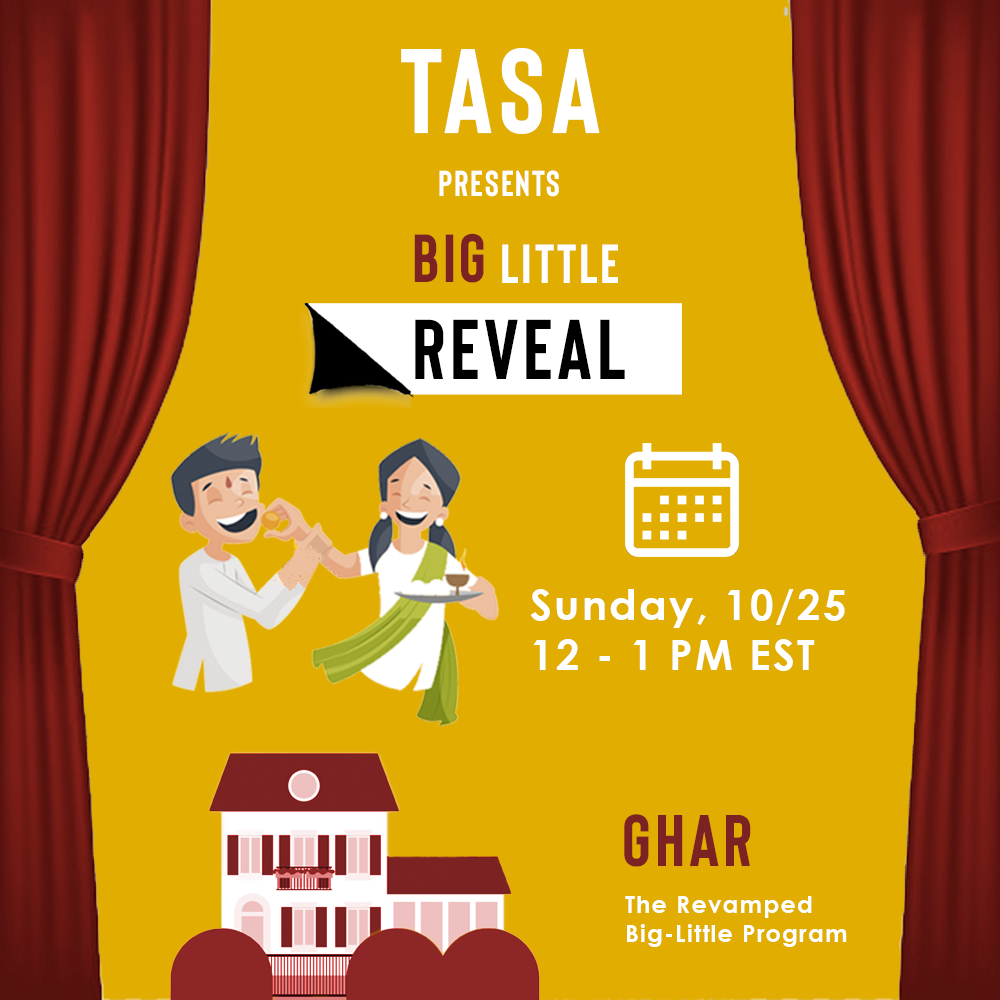 TASA
PRESENTS
BIG LITTLE
REVEAL
Sunday, 10/25
12 - 1 PM EST
GHAR
The Revamped
Big-Little Program